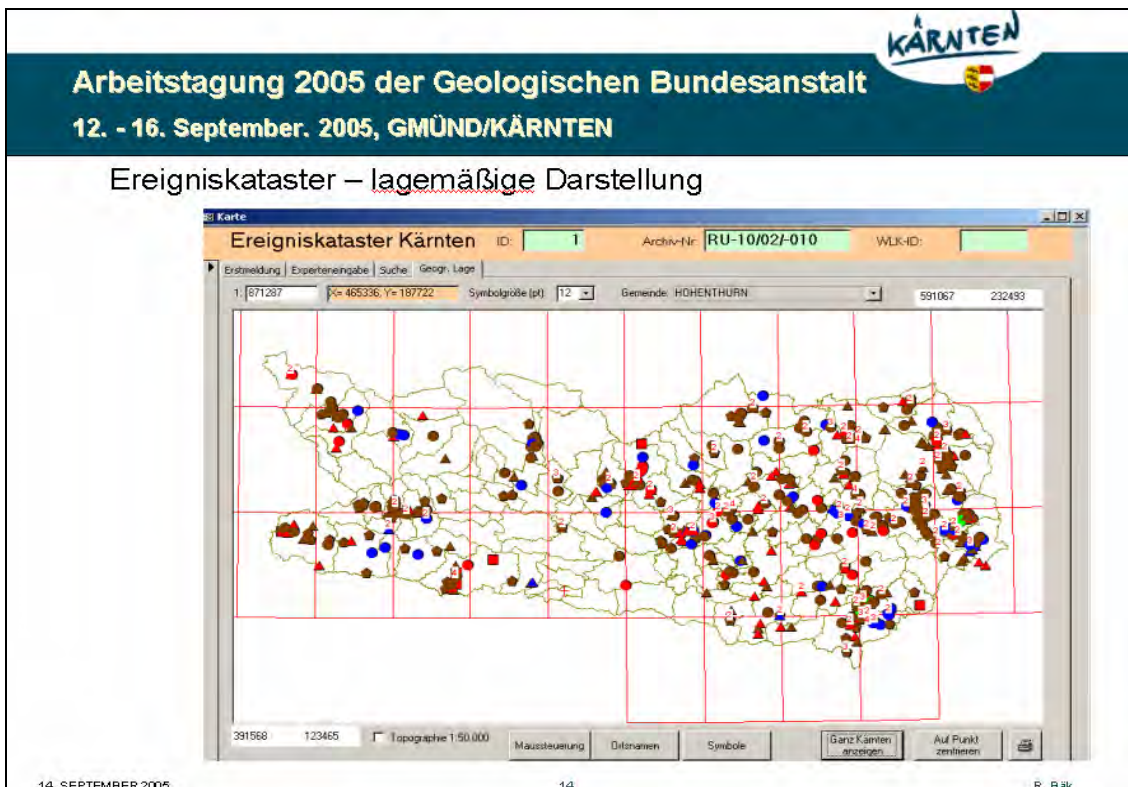 KÄRNTEN
Arbeitstagung 2005 der Geologischen Bundesanstalt
12. - 16. September. 2005, GMÜND/KÄRNTEN
Ereigniskataster – lagemäßige Darstellung
Karte
Ereigniskataster Kärnten ID: 1 Archiv-Nr: RU-10/02/-010 WLK-ID:
Erstmeldung Experteneingabe Suche Geogr. Lage
1: 871287 X= 465336, Y= 187722 Symbolgröße (pt) 12 Gemeinde: HOHENTHURN 591067 232493
391568 123465 Topographie 1:50.000 Maussteuerung Ortsnamen Symbole Ganz Kärnten anzeigen Auf Punkt zentrieren
14. SEPTEMBER 2005 14 R. Bäk